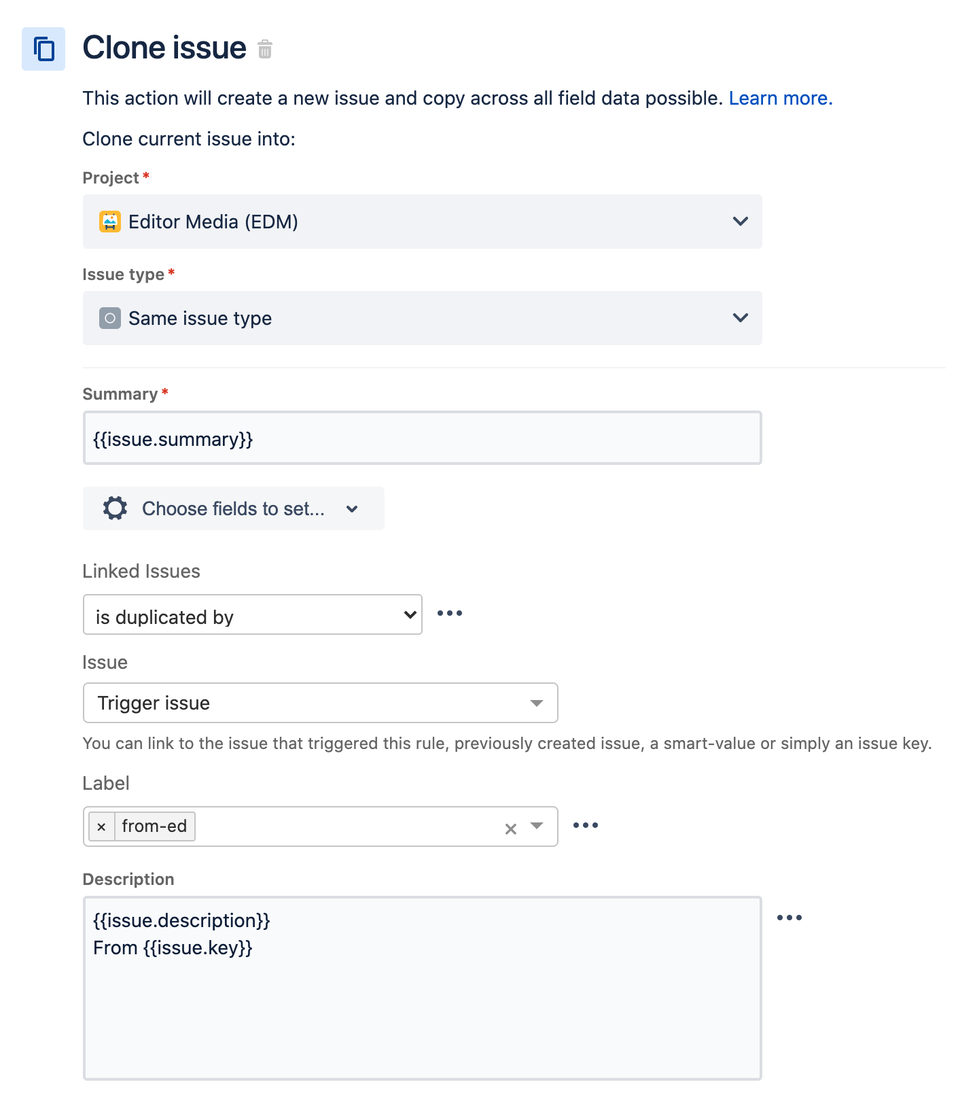 Clone issue
This action will create a new issue and copy across all field data possible. Learn more.
Clone current issue into:
Project*
Editor Media (EDM)
Issue type*
Same issue type
Summary*
{{issue.summary}}
Choose fields to set...
Linked Issues
is duplicated by
Issue
Trigger issue
You can link to the issue that triggered this rule, previously created issue, a smart-value or simply an issue key.
Label
× from-ed
Description
{{issue.description}}
From {{issue.key}}